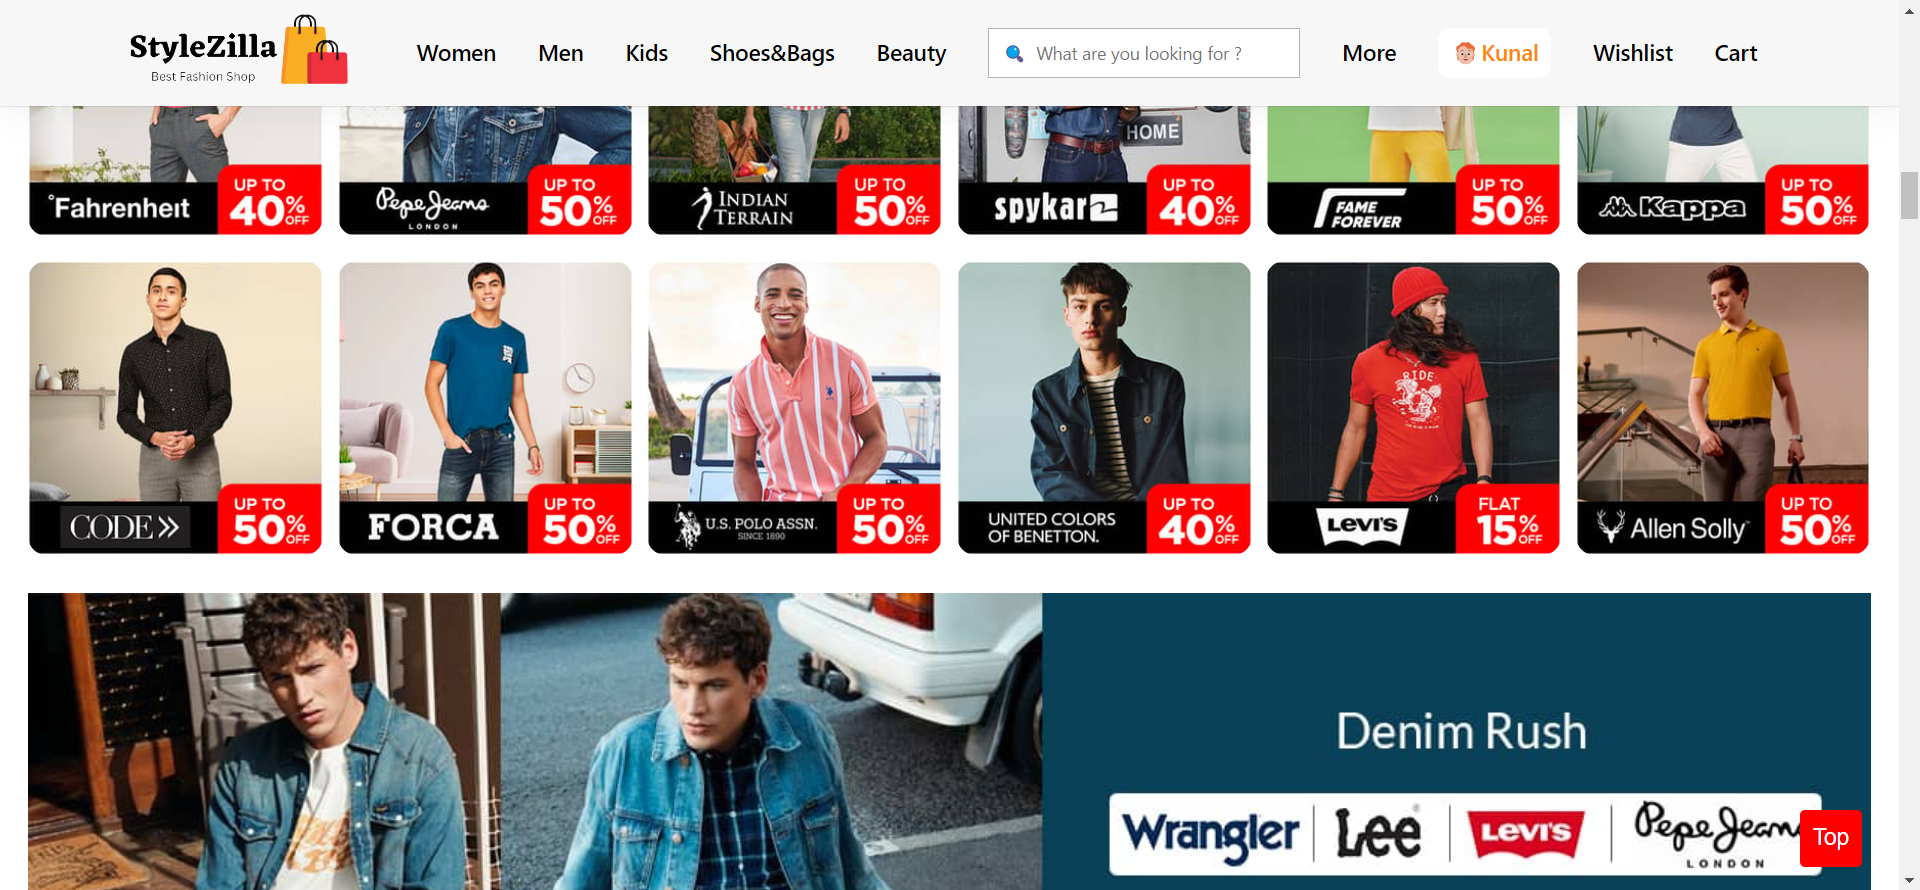 StyleZilla
Best Fashion Shop
Women
Men
Kids
Shoes&Bags
Beauty
What are you looking for ?
More
Kunal
Wishlist
Cart
HOME
Fahrenheit
UP TO
40% OFF
Pepe Jeans
LONDON
UP TO
50% OFF
INDIAN
TERRAIN
UP TO
50% OFF
spykar
UP TO
40% OFF
FAME
FOREVER
UP TO
50% OFF
Kappa
UP TO
50% OFF
CODE
UP TO
50% OFF
FORCA
UP TO
50% OFF
U.S. POLO ASSN.
SINCE 1890
UP TO
50% OFF
UNITED COLORS
OF BENETTON.
UP TO
40% OFF
RIDE
LEVI'S
FLAT
15% OFF
Allen Solly
UP TO
50% OFF
Denim Rush
Wrangler
Lee
LEVI'S
Pepe Jeans
LONDON
Top